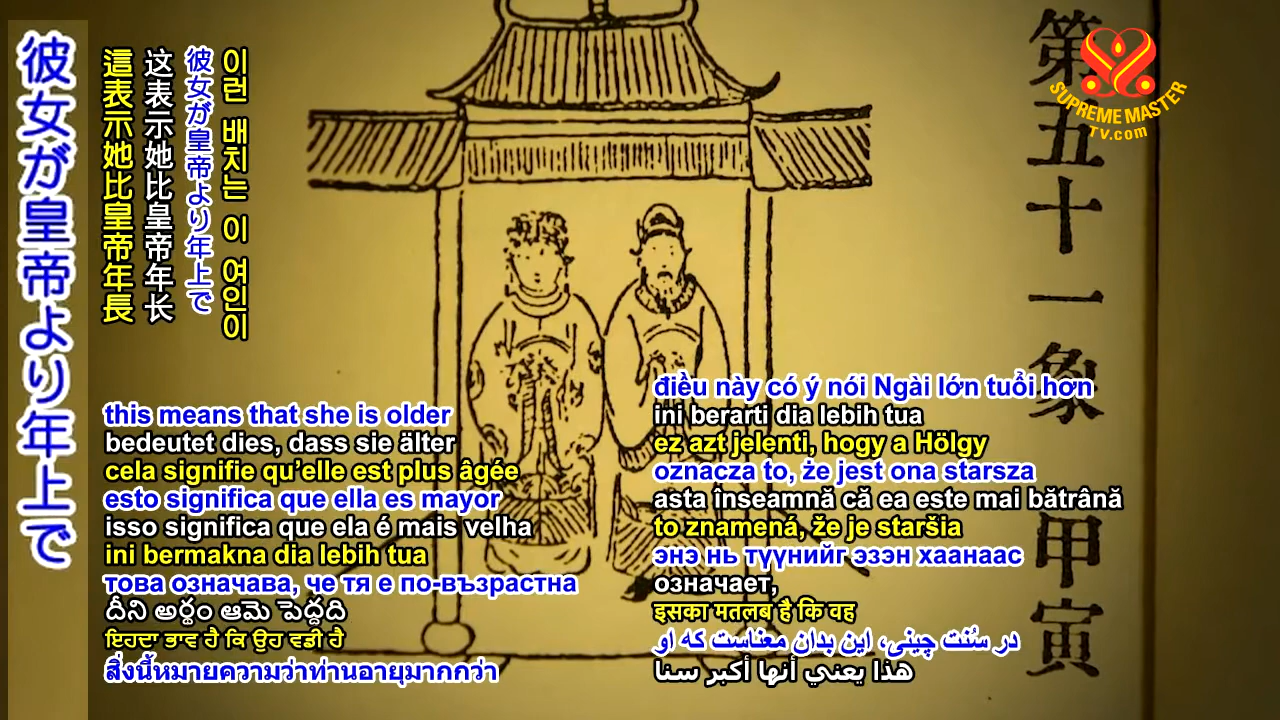 第五十一象 甲寅
SUPREME MASTER
TV.com
彼女が皇帝より年上で
這表示她比皇帝年長
这表示她比皇帝年长
彼女が皇帝より年上で
이런 배치는 이 여인이
this means that she is older
bedeutet dies, dass sie älter
cela signifie qu’elle est plus âgée
esto significa que ella es mayor
isso significa que ela é mais velha
ini bermakna dia lebih tua
това означава, че тя е по-възрастна
దీని అర్థం ఆమె పెద్దది
ਇਹਦਾ ਭਾਵ ਹੈ ਕਿ ਉਹ ਵਡੀ ਹੈ
สิ่งนี้หมายความว่าท่านอายุมากกว่า
điều này có ý nói Ngài lớn tuổi hơn
ini berarti dia lebih tua
ez azt jelenti, hogy a Hölgy
oznacza to, że jest ona starsza
asta înseamnă că ea este mai bătrână
to znamená, že je staršia
энэ нь түүнийг эзэн хаанаас
означает,
इसका मतलब है कि वह
در سُنت چینی، این بدان معناست که او
هذا يعني أنها أكبر سنا